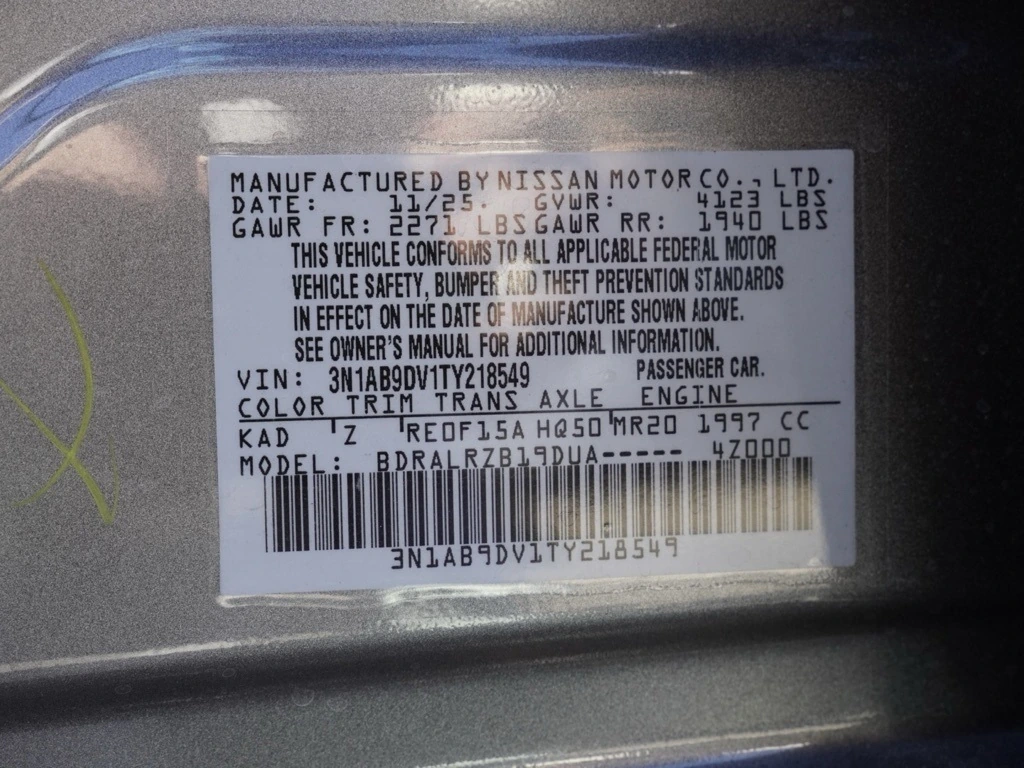 MANUFACTURED BY NISSAN MOTOR CO., LTD.
DATE: 11/25. GVWR: 4123 LBS
GAWR FR: 2271 LBS GAWR RR: 1940 LBS
THIS VEHICLE CONFORMS TO ALL APPLICABLE FEDERAL MOTOR
VEHICLE SAFETY, BUMPER AND THEFT PREVENTION STANDARDS
IN EFFECT ON THE DATE OF MANUFACTURE SHOWN ABOVE.
SEE OWNER'S MANUAL FOR ADDITIONAL INFORMATION.
VIN: 3N1AB9DV1TY218549 PASSENGER CAR.
COLOR TRIM TRANS AXLE ENGINE
KAD Z RE0F15A HQ50 MR20 1997 CC
MODEL: BDRALRZB19DUA----- 4Z000
3N1AB9DV1TY218549